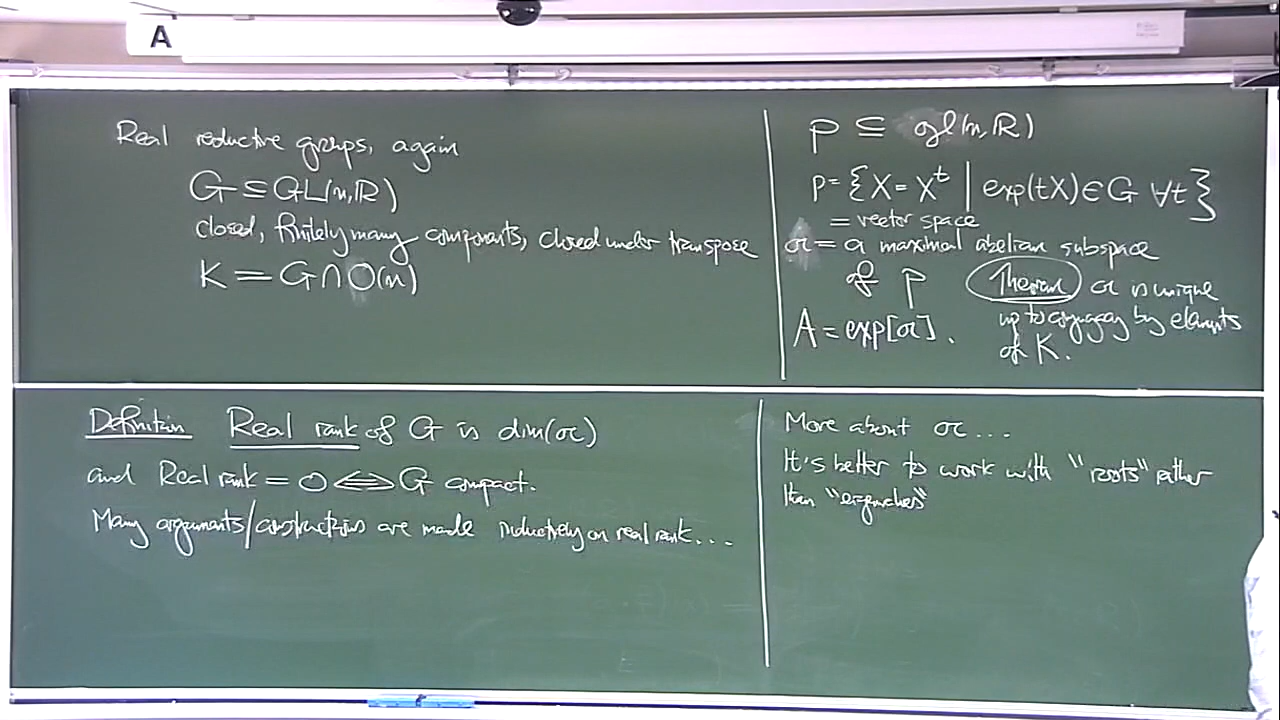 A
Real reductive groups, again
G ⊆ GL(n,ℝ)
closed, finitely many components, closed under transpose
K = G ∩ O(n)
p ⊆ gl(n,ℝ)
p = {X = Xᵗ | exp(tX) ∈ G ∀t}
= vector space
𝔞 = a maximal abelian subspace
of p
Theorem 𝔞 is unique
up to conjugacy by elements
of K.
A = exp[𝔞].
Definition Real rank of G is dim(𝔞)
and Real rank = 0 ⟺ G compact.
Many arguments/constructions are made inductively on real rank...
More about 𝔞...
It's better to work with "roots" rather
than "eigenvalues"